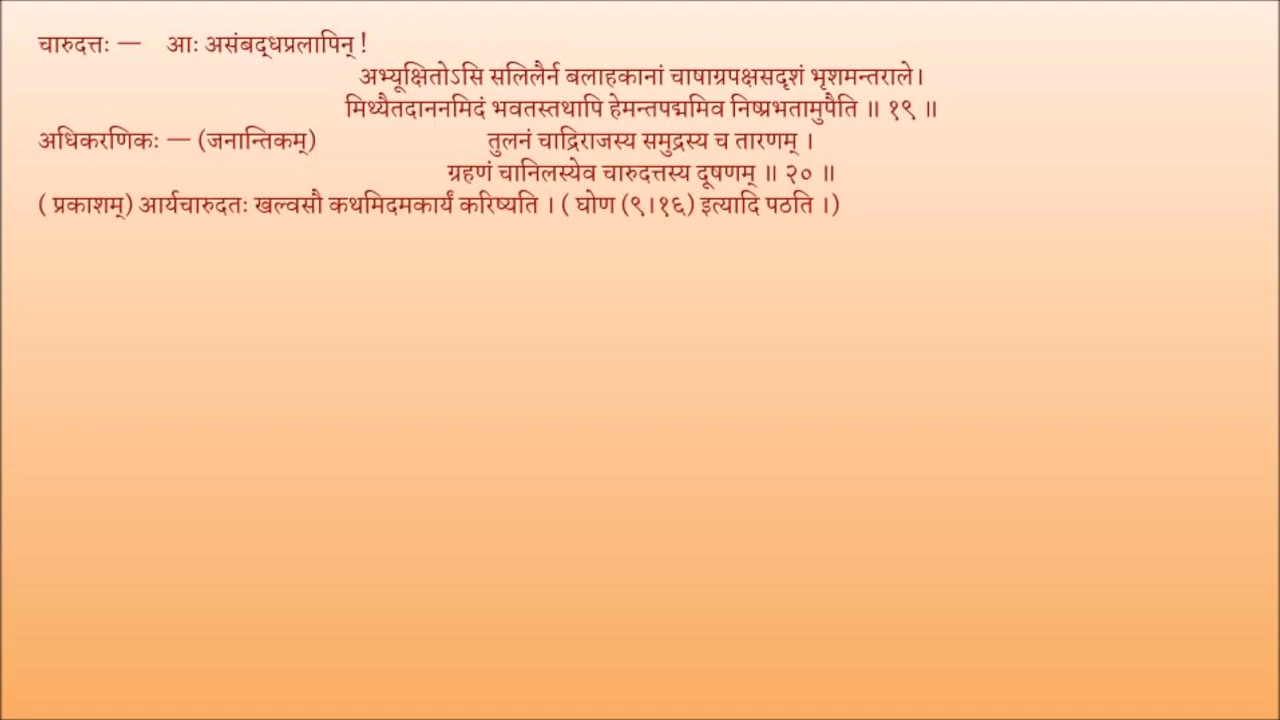 चारुदत्तः — आः असंबद्धप्रलापिन् !
अभ्यूक्षितोऽसि सलिलैर्न बलाहकानां चाषाग्रपक्षसदृशं भृशमन्तराले।
मिथ्यैतदाननमिदं भवतस्तथापि हेमन्तपद्ममिव निष्प्रभतामुपैति ॥ १९ ॥
अधिकरणिकः — (जनान्तिकम्) तुलनं चाद्रिराजस्य समुद्रस्य च तारणम् ।
ग्रहणं चानिलस्येव चारुदत्तस्य दूषणम् ॥ २० ॥
( प्रकाशम्) आर्यचारुदतः खल्वसौ कथमिदमकार्यं करिष्यति । ( घोण (९।१६) इत्यादि पठति ।)